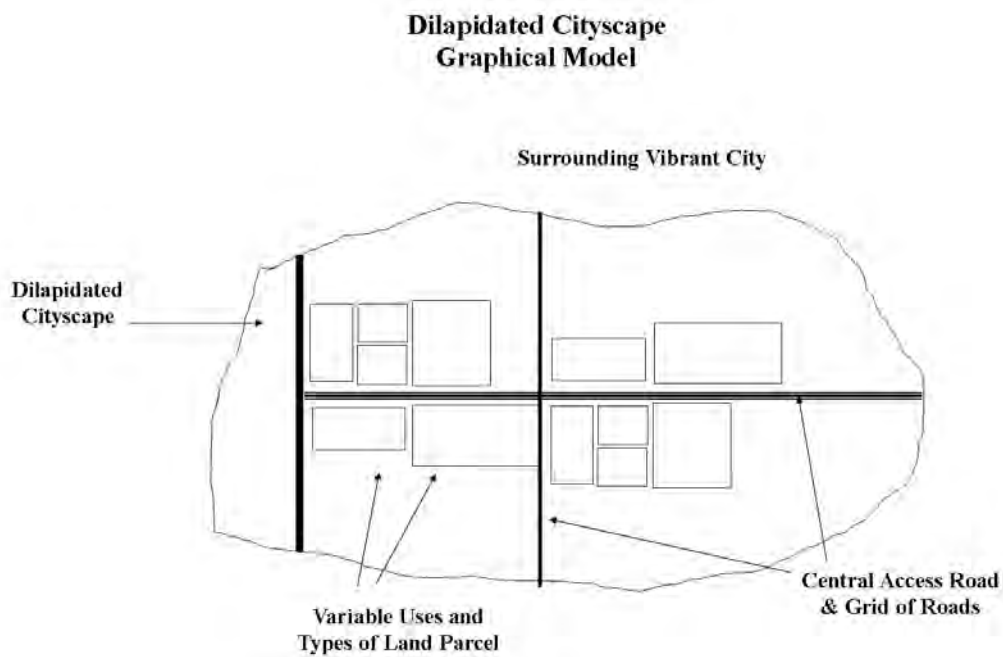 Dilapidated Cityscape
Graphical Model
Surrounding Vibrant City
Dilapidated
Cityscape
Variable Uses and
Types of Land Parcel
Central Access Road
& Grid of Roads